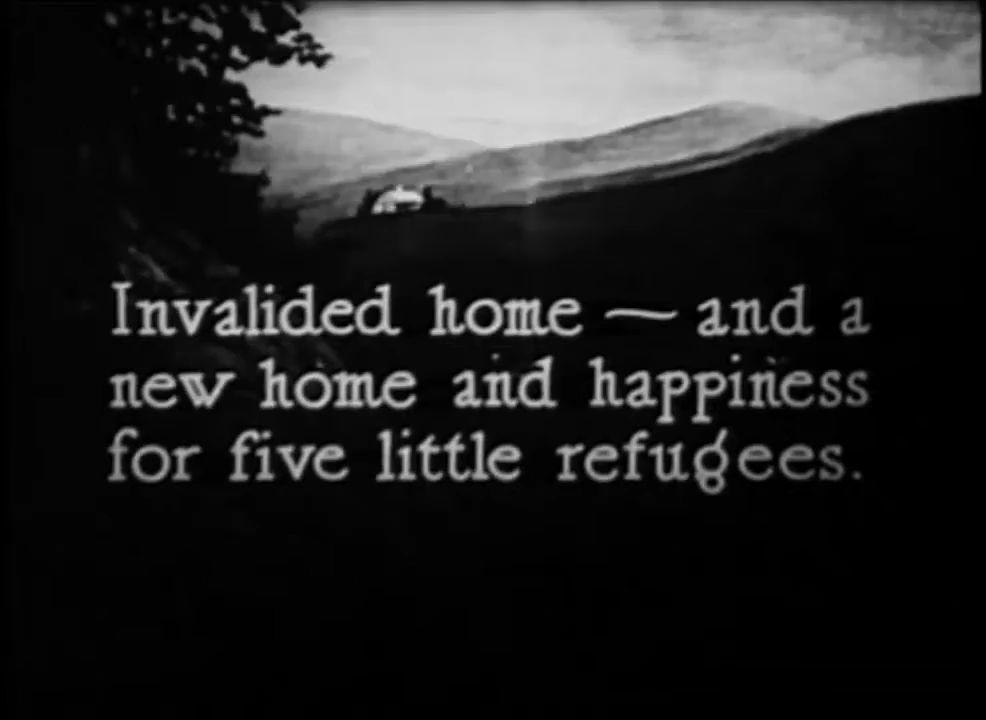 Invalided home — and a
new home and happiness
for five little refugees.